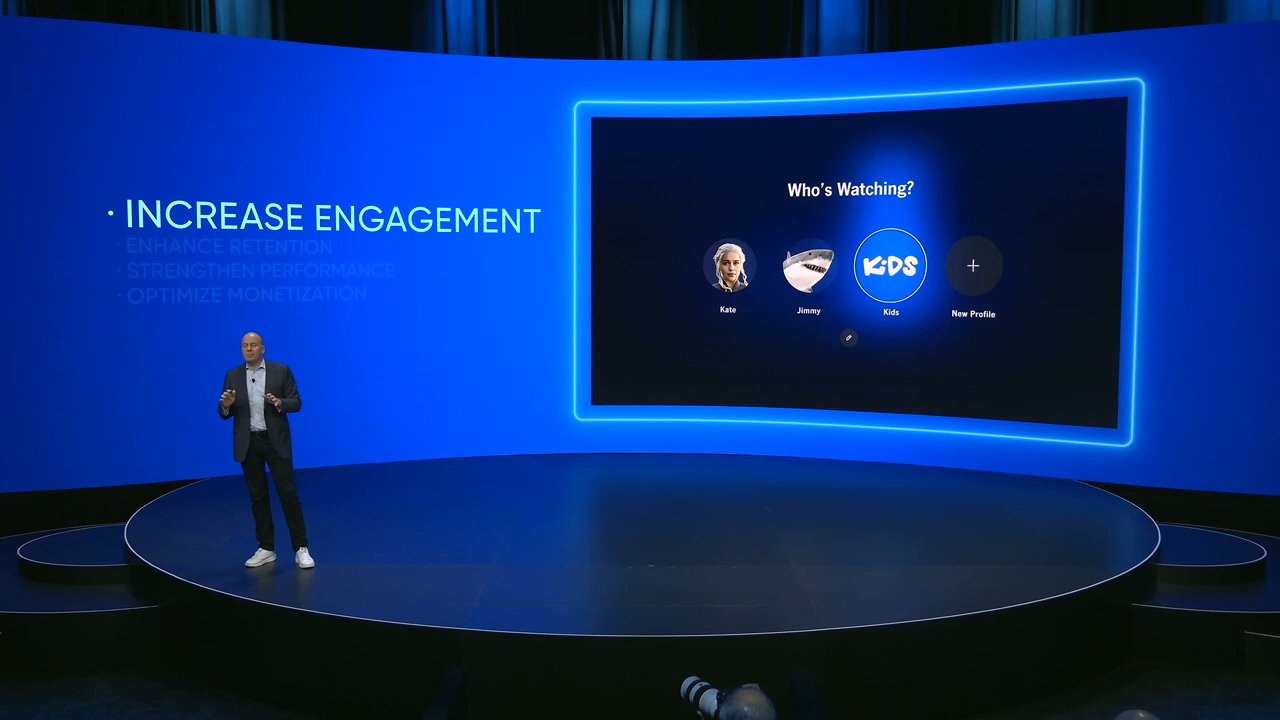 · INCREASE ENGAGEMENT
· ENHANCE RETENTION
· STRENGTHEN PERFORMANCE
· OPTIMIZE MONETIZATION
Who's Watching?
KiDS
Kate
Jimmy
Kids
New Profile